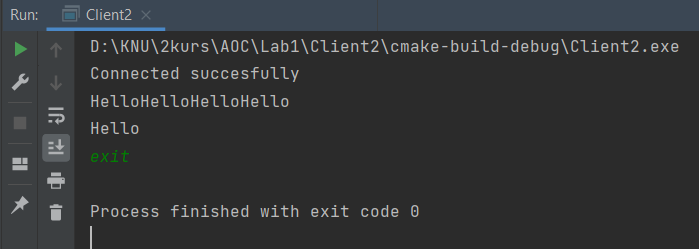 Run: Client2
D:\KNU\2kurs\AOC\Lab1\Client2\cmake-build-debug\Client2.exe
Connected succesfully
HelloHelloHelloHello
Hello
exit
Process finished with exit code 0